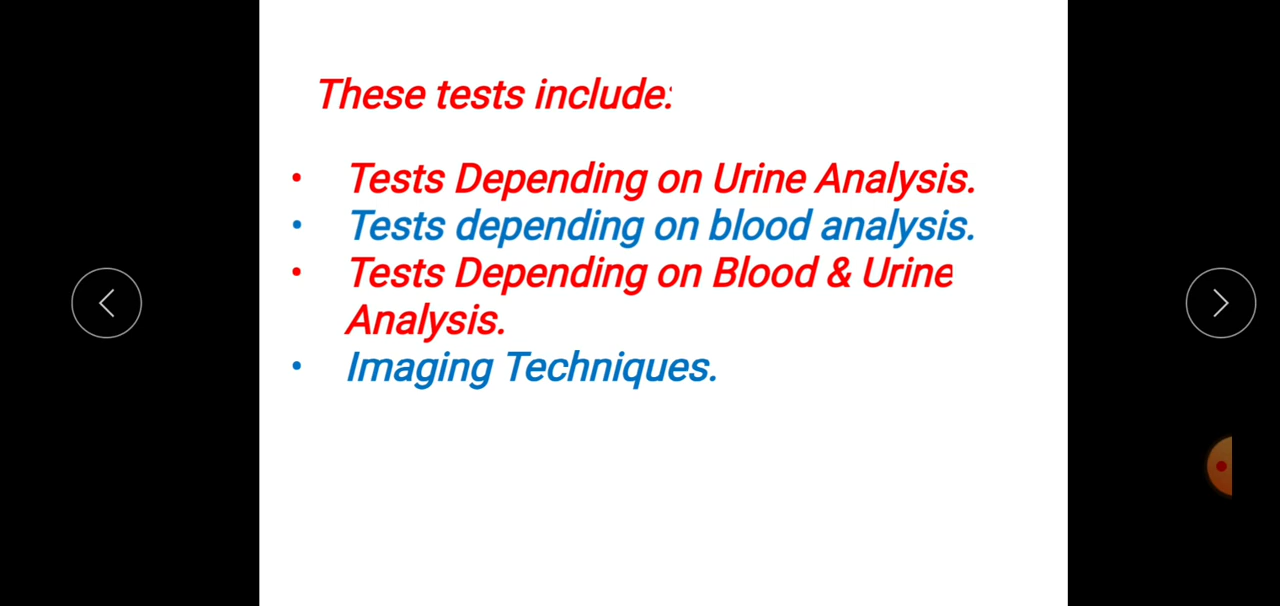 These tests include:
• Tests Depending on Urine Analysis.
• Tests depending on blood analysis.
• Tests Depending on Blood & Urine
Analysis.
• Imaging Techniques.